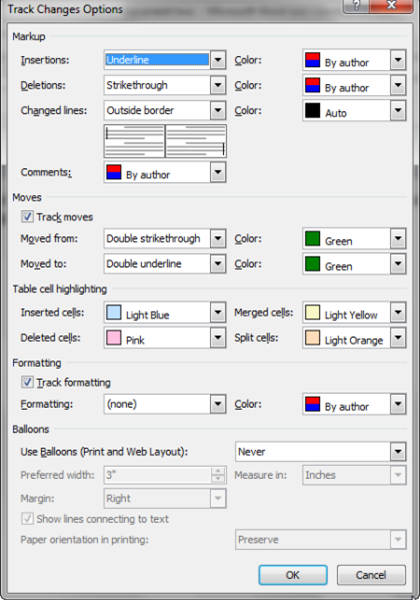 Track Changes Options
Markup
Insertions: Underline Color: By author
Deletions: Strikethrough Color: By author
Changed lines: Outside border Color: Auto
Comments: By author
Moves
Track moves
Moved from: Double strikethrough Color: Green
Moved to: Double underline Color: Green
Table cell highlighting
Inserted cells: Light Blue Merged cells: Light Yellow
Deleted cells: Pink Split cells: Light Orange
Formatting
Track formatting
Formatting: (none) Color: By author
Balloons
Use Balloons (Print and Web Layout): Never
Preferred width: 3" Measure in: Inches
Margin: Right
Show lines connecting to text
Paper orientation in printing: Preserve
OK Cancel